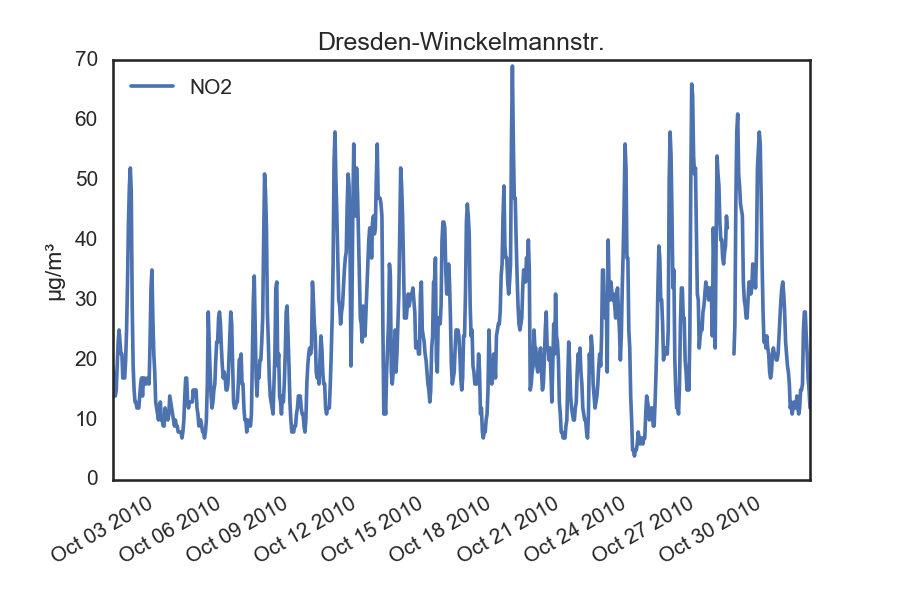 Dresden-Winckelmannstr.
NO2
µg/m³
70
60
50
40
30
20
10
0
Oct 03 2010
Oct 06 2010
Oct 09 2010
Oct 12 2010
Oct 15 2010
Oct 18 2010
Oct 21 2010
Oct 24 2010
Oct 27 2010
Oct 30 2010